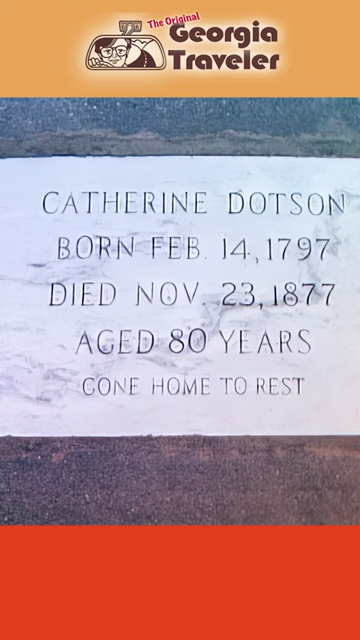 The Original
Georgia
Traveler
CATHERINE DOTSON
BORN FEB. 14, 1797
DIED NOV. 23, 1877
AGED 80 YEARS
GONE HOME TO REST